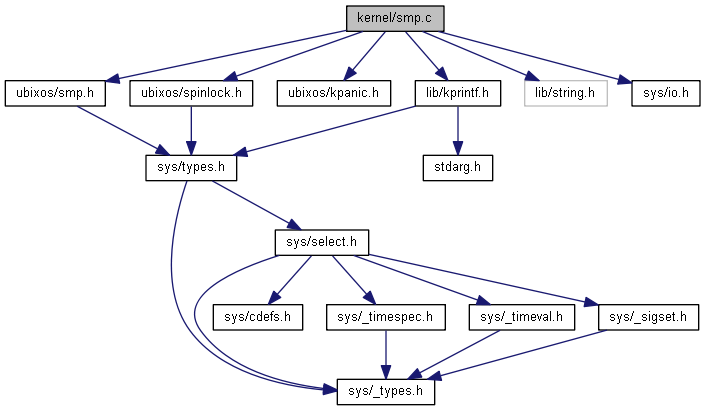 kernel/smp.c
ubixos/smp.h
ubixos/spinlock.h
ubixos/kpanic.h
lib/kprintf.h
lib/string.h
sys/io.h
sys/types.h
stdarg.h
sys/select.h
sys/cdefs.h
sys/_timespec.h
sys/_timeval.h
sys/_sigset.h
sys/_types.h